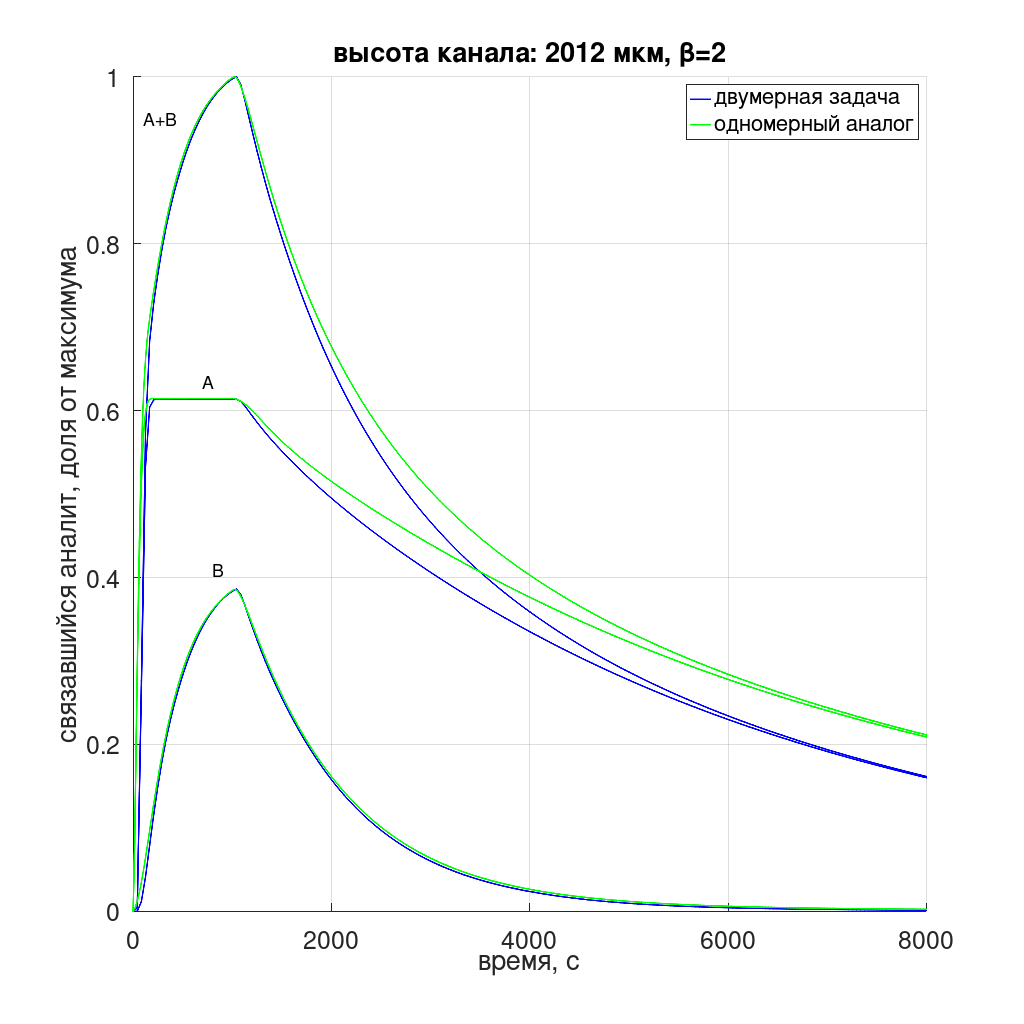 высота канала: 2012 мкм, β=2
двумерная задача
одномерный аналог
A+B
A
B
связавшийся аналит, доля от максимума
1
0.8
0.6
0.4
0.2
0
0 2000 4000 6000 8000
время, с